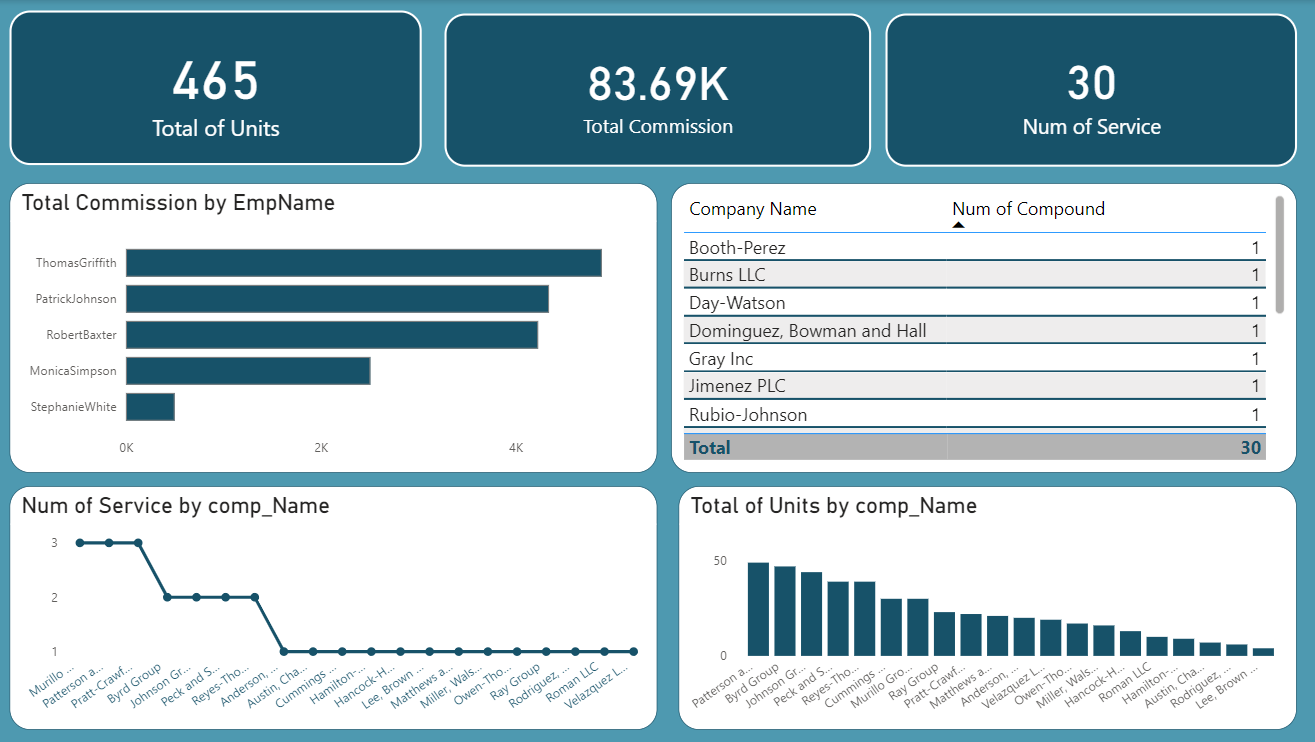 465
Total of Units
83.69K
Total Commission
30
Num of Service
Total Commission by EmpName
ThomasGriffith
PatrickJohnson
RobertBaxter
MonicaSimpson
StephanieWhite
0K 2K 4K
Company Name Num of Compound
Booth-Perez 1
Burns LLC 1
Day-Watson 1
Dominguez, Bowman and Hall 1
Gray Inc 1
Jimenez PLC 1
Rubio-Johnson 1
Total 30
Num of Service by comp_Name
3
2
1
Murillo ...
Patterson a...
Pratt-Crawf...
Byrd Group
Johnson Gr...
Peck and S...
Reyes-Tho...
Anderson, ...
Austin, Cha...
Cummings ...
Hamilton-...
Hancock-H...
Lee, Brown ...
Matthews a...
Miller, Wals...
Owen-Tho...
Ray Group
Rodriguez, ...
Roman LLC
Velazquez L...
Total of Units by comp_Name
50
0
Patterson a...
Byrd Group
Johnson Gr...
Peck and S...
Reyes-Tho...
Cummings ...
Murillo Gro...
Ray Group
Pratt-Crawf...
Matthews a...
Anderson, ...
Velazquez L...
Owen-Tho...
Miller, Wals...
Hancock-H...
Roman LLC
Hamilton-...
Austin, Cha...
Rodriguez, ...
Lee, Brown ...